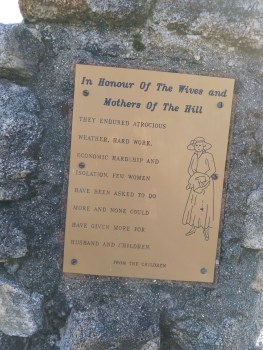 In Honour Of The Wives and
Mothers Of The Hill
THEY ENDURED ATROCIOUS
WEATHER, HARD WORK,
ECONOMIC HARDSHIP AND
ISOLATION. FEW WOMEN
HAVE BEEN ASKED TO DO
MORE AND NONE COULD
HAVE GIVEN MORE FOR
HUSBAND AND CHILDREN.
FROM THE CHILDREN